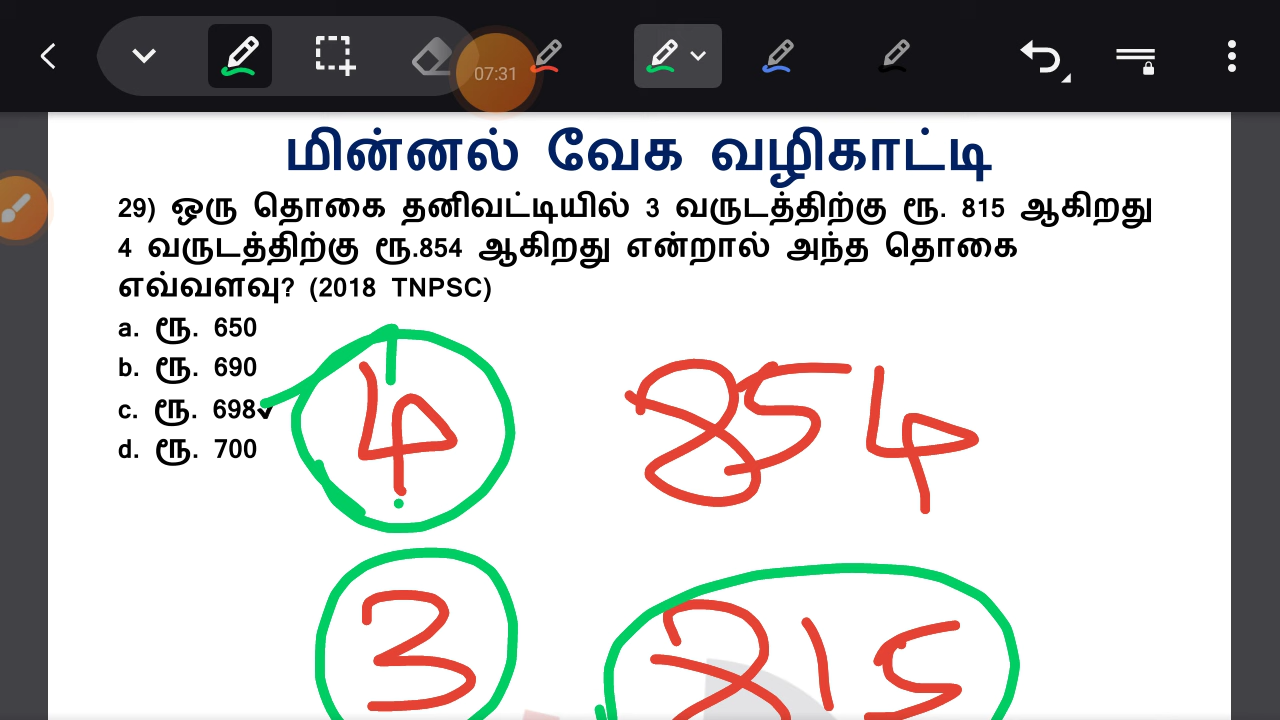 07:31
மின்னல் வேக வழிகாட்டி
29) ஒரு தொகை தனிவட்டியில் 3 வருடத்திற்கு ரூ. 815 ஆகிறது
4 வருடத்திற்கு ரூ.854 ஆகிறது என்றால் அந்த தொகை
எவ்வளவு? (2018 TNPSC)
a. ரூ. 650
b. ரூ. 690
c. ரூ. 698✓
d. ரூ. 700
4 854
3 815